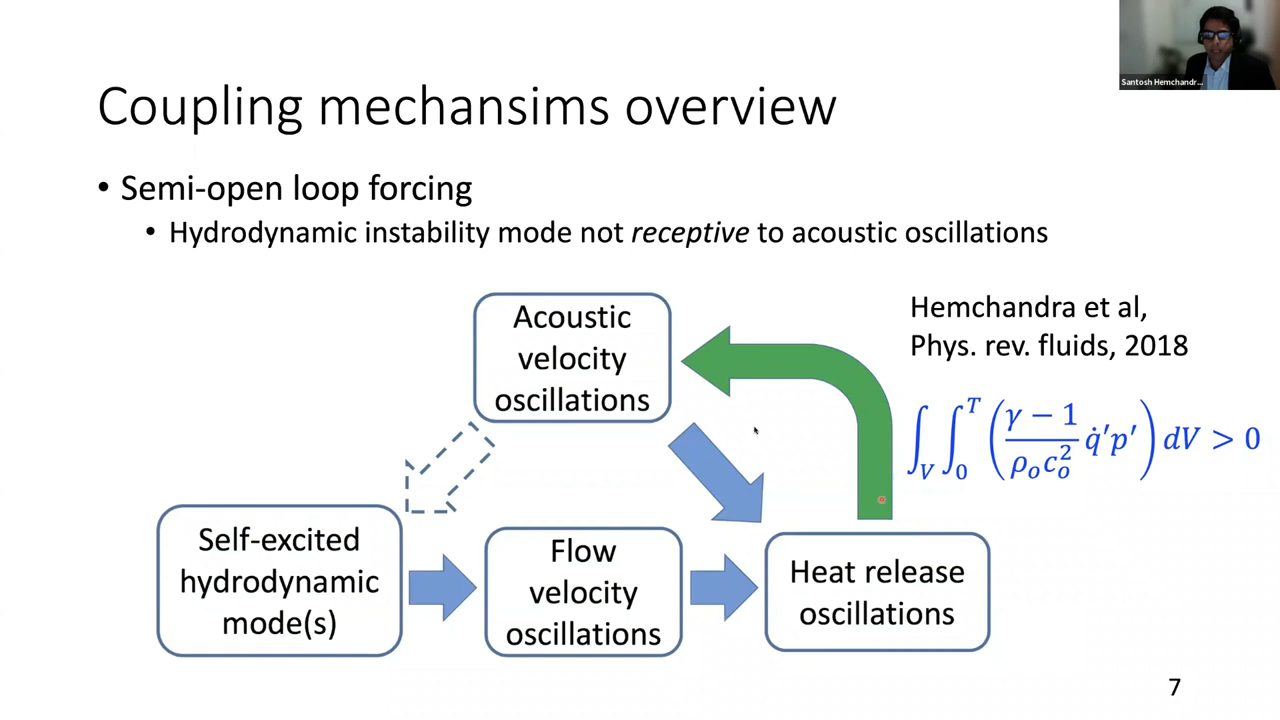 Santosh Hemchandr...
Coupling mechansims overview
• Semi-open loop forcing
• Hydrodynamic instability mode not receptive to acoustic oscillations
Acoustic
velocity
oscillations
Hemchandra et al,
Phys. rev. fluids, 2018
∫_V ∫_0^T ( (γ − 1)/(ρ_o c_o^2) q̇′p′ ) dV > 0
Self-excited
hydrodynamic
mode(s)
Flow
velocity
oscillations
Heat release
oscillations
7